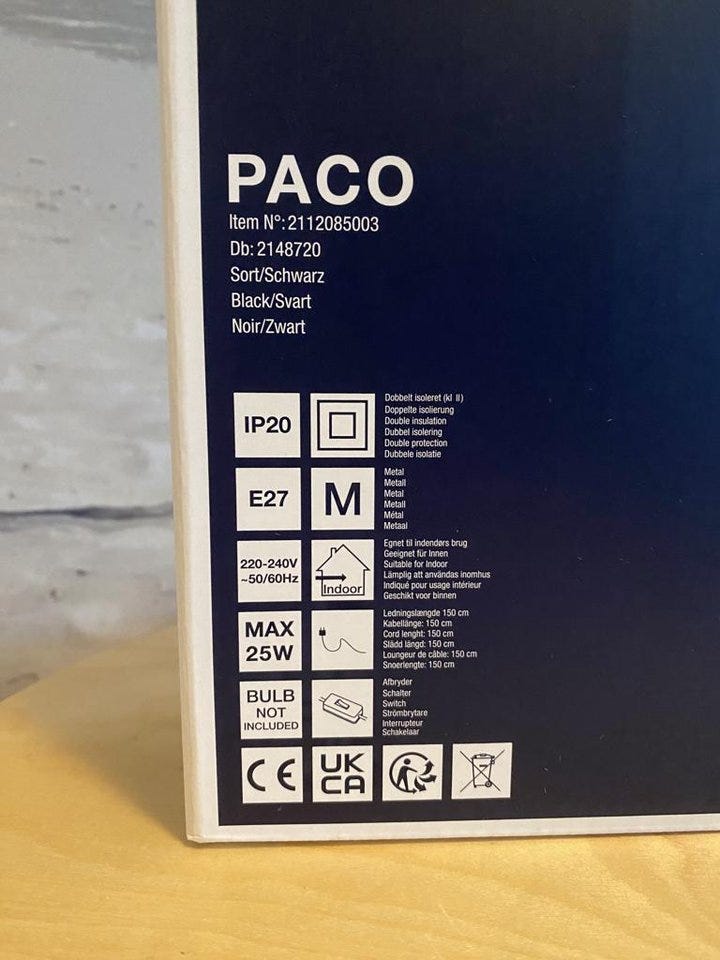 PACO
Item N°: 2112085003
Db: 2148720
Sort/Schwarz
Black/Svart
Noir/Zwart
IP20
Dobbelt isoleret (kl II)
Doppelte isolierung
Double insulation
Dubbel isolering
Double protection
Dubbele isolatie
E27
M
Metal
Metall
Metal
Metall
Métal
Metaal
220-240V
~50/60Hz
Indoor
Egnet til indendørs brug
Geeignet für Innen
Suitable for Indoor
Lämplig att användas inomhus
Indiqué pour usage intérieur
Geschikt voor binnen
MAX
25W
Ledningslængde 150 cm
Kabellänge: 150 cm
Cord lenght: 150 cm
Slädd längd: 150 cm
Loungeur de câble: 150 cm
Snoerlengte: 150 cm
BULB
NOT
INCLUDED
Afbryder
Schalter
Switch
Strömbrytare
Interrupteur
Schakelaar
CE
UK
CA